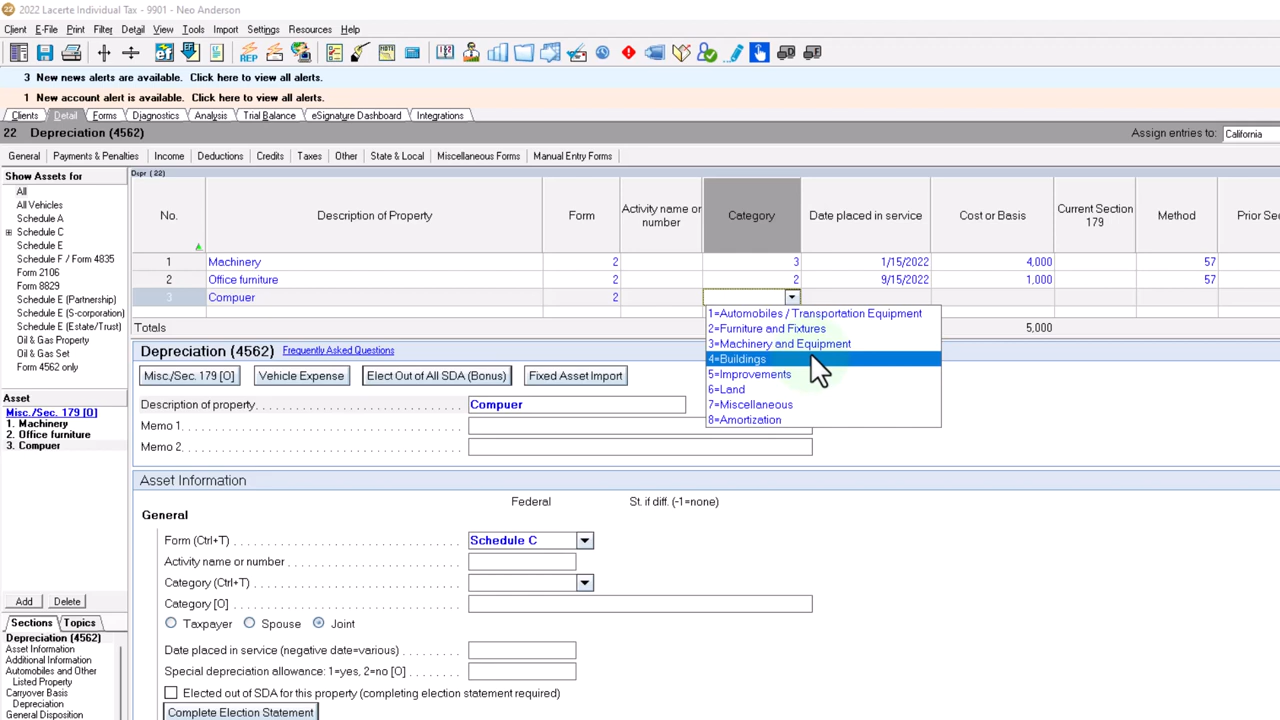 22 2022 Lacerte Individual Tax - 9901 - Neo Anderson
Client E-File Print Filter Detail View Tools Import Settings Resources Help
3 New news alerts are available. Click here to view all alerts.
1 New account alert is available. Click here to view all alerts.
Clients Detail Forms Diagnostics Analysis Trial Balance eSignature Dashboard Integrations
22 Depreciation (4562) Assign entries to: California
General Payments & Penalties Income Deductions Credits Taxes Other State & Local Miscellaneous Forms Manual Entry Forms
Show Assets for
All
All Vehicles
Schedule A
Schedule C
Schedule E
Schedule F / Form 4835
Form 2106
Form 8829
Schedule E (Partnership)
Schedule E (S-corporation)
Schedule E (Estate/Trust)
Oil & Gas Property
Oil & Gas Set
Form 4562 only
Asset
Misc./Sec. 179 [O]
1. Machinery
2. Office furniture
3. Compuer
Add Delete
Sections Topics
Depreciation (4562)
Asset Information
Additional Information
Automobiles and Other
Listed Property
Carryover Basis
Depreciation
General Disposition
Depr ( 22)
No. Description of Property Form Activity name or number Category Date placed in service Cost or Basis Current Section 179 Method Prior Sec
1 Machinery 2 3 1/15/2022 4,000 57
2 Office furniture 2 2 9/15/2022 1,000 57
3 Compuer 2
Totals 5,000
1=Automobiles / Transportation Equipment
2=Furniture and Fixtures
3=Machinery and Equipment
4=Buildings
5=Improvements
6=Land
7=Miscellaneous
8=Amortization
Depreciation (4562) Frequently Asked Questions
Misc./Sec. 179 [O] Vehicle Expense Elect Out of All SDA (Bonus) Fixed Asset Import
Description of property Compuer
Memo 1
Memo 2
Asset Information
Federal St. if diff. (-1=none)
General
Form (Ctrl+T) Schedule C
Activity name or number
Category (Ctrl+T)
Category [O]
Taxpayer Spouse Joint
Date placed in service (negative date=various)
Special depreciation allowance: 1=yes, 2=no [O]
Elected out of SDA for this property (completing election statement required)
Complete Election Statement